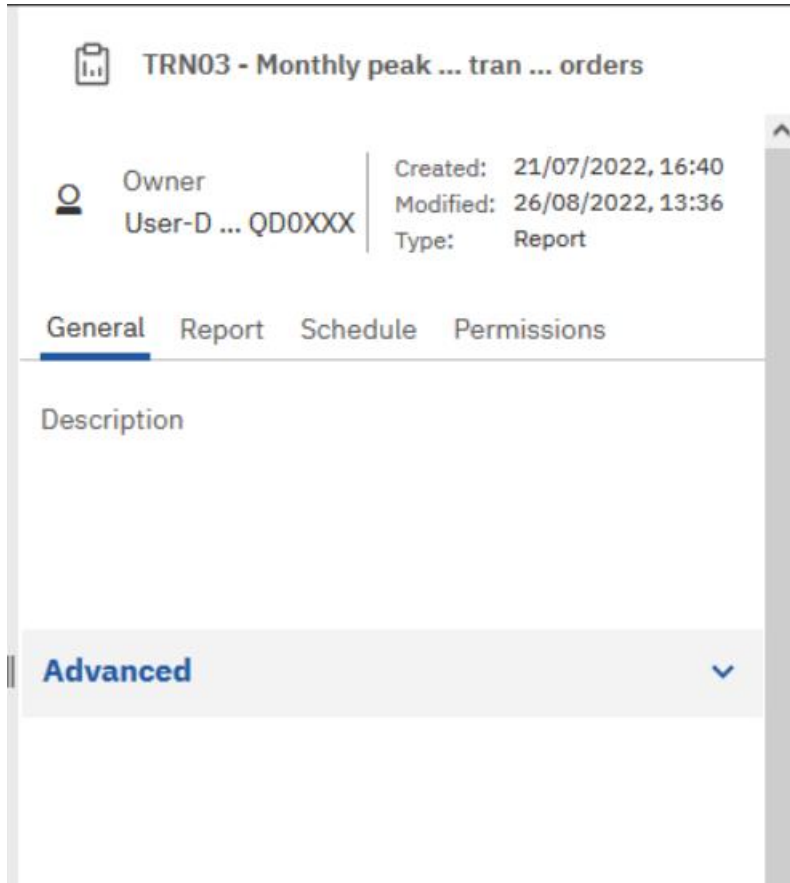 TRN03 - Monthly peak ... tran ... orders
Owner
User-D ... QD0XXX
Created: 21/07/2022, 16:40
Modified: 26/08/2022, 13:36
Type: Report
General Report Schedule Permissions
Description
Advanced